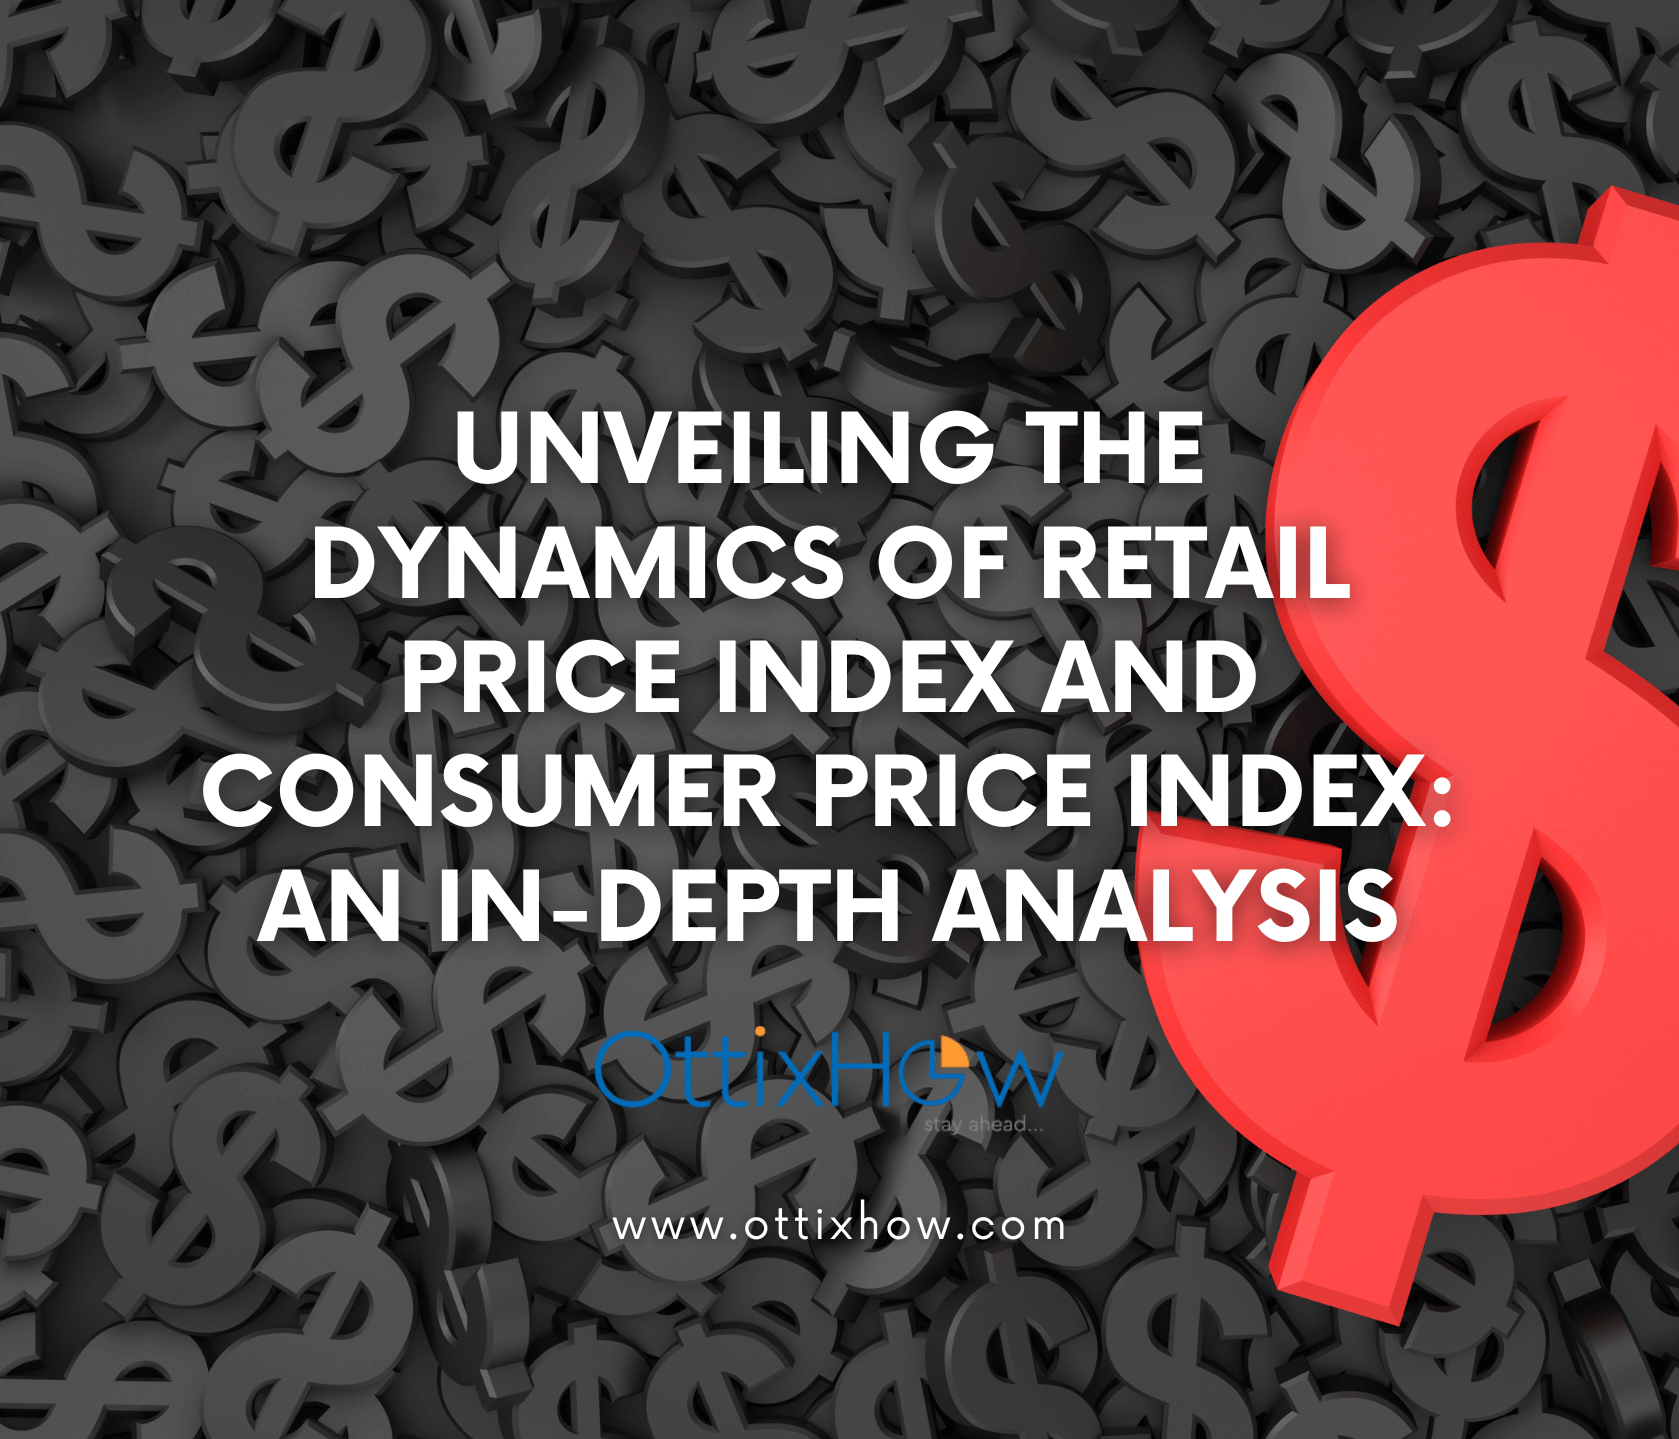 UNVEILING THE
DYNAMICS OF RETAIL
PRICE INDEX AND
CONSUMER PRICE INDEX:
AN IN-DEPTH ANALYSIS
OttixHow
stay ahead...
www.ottixhow.com